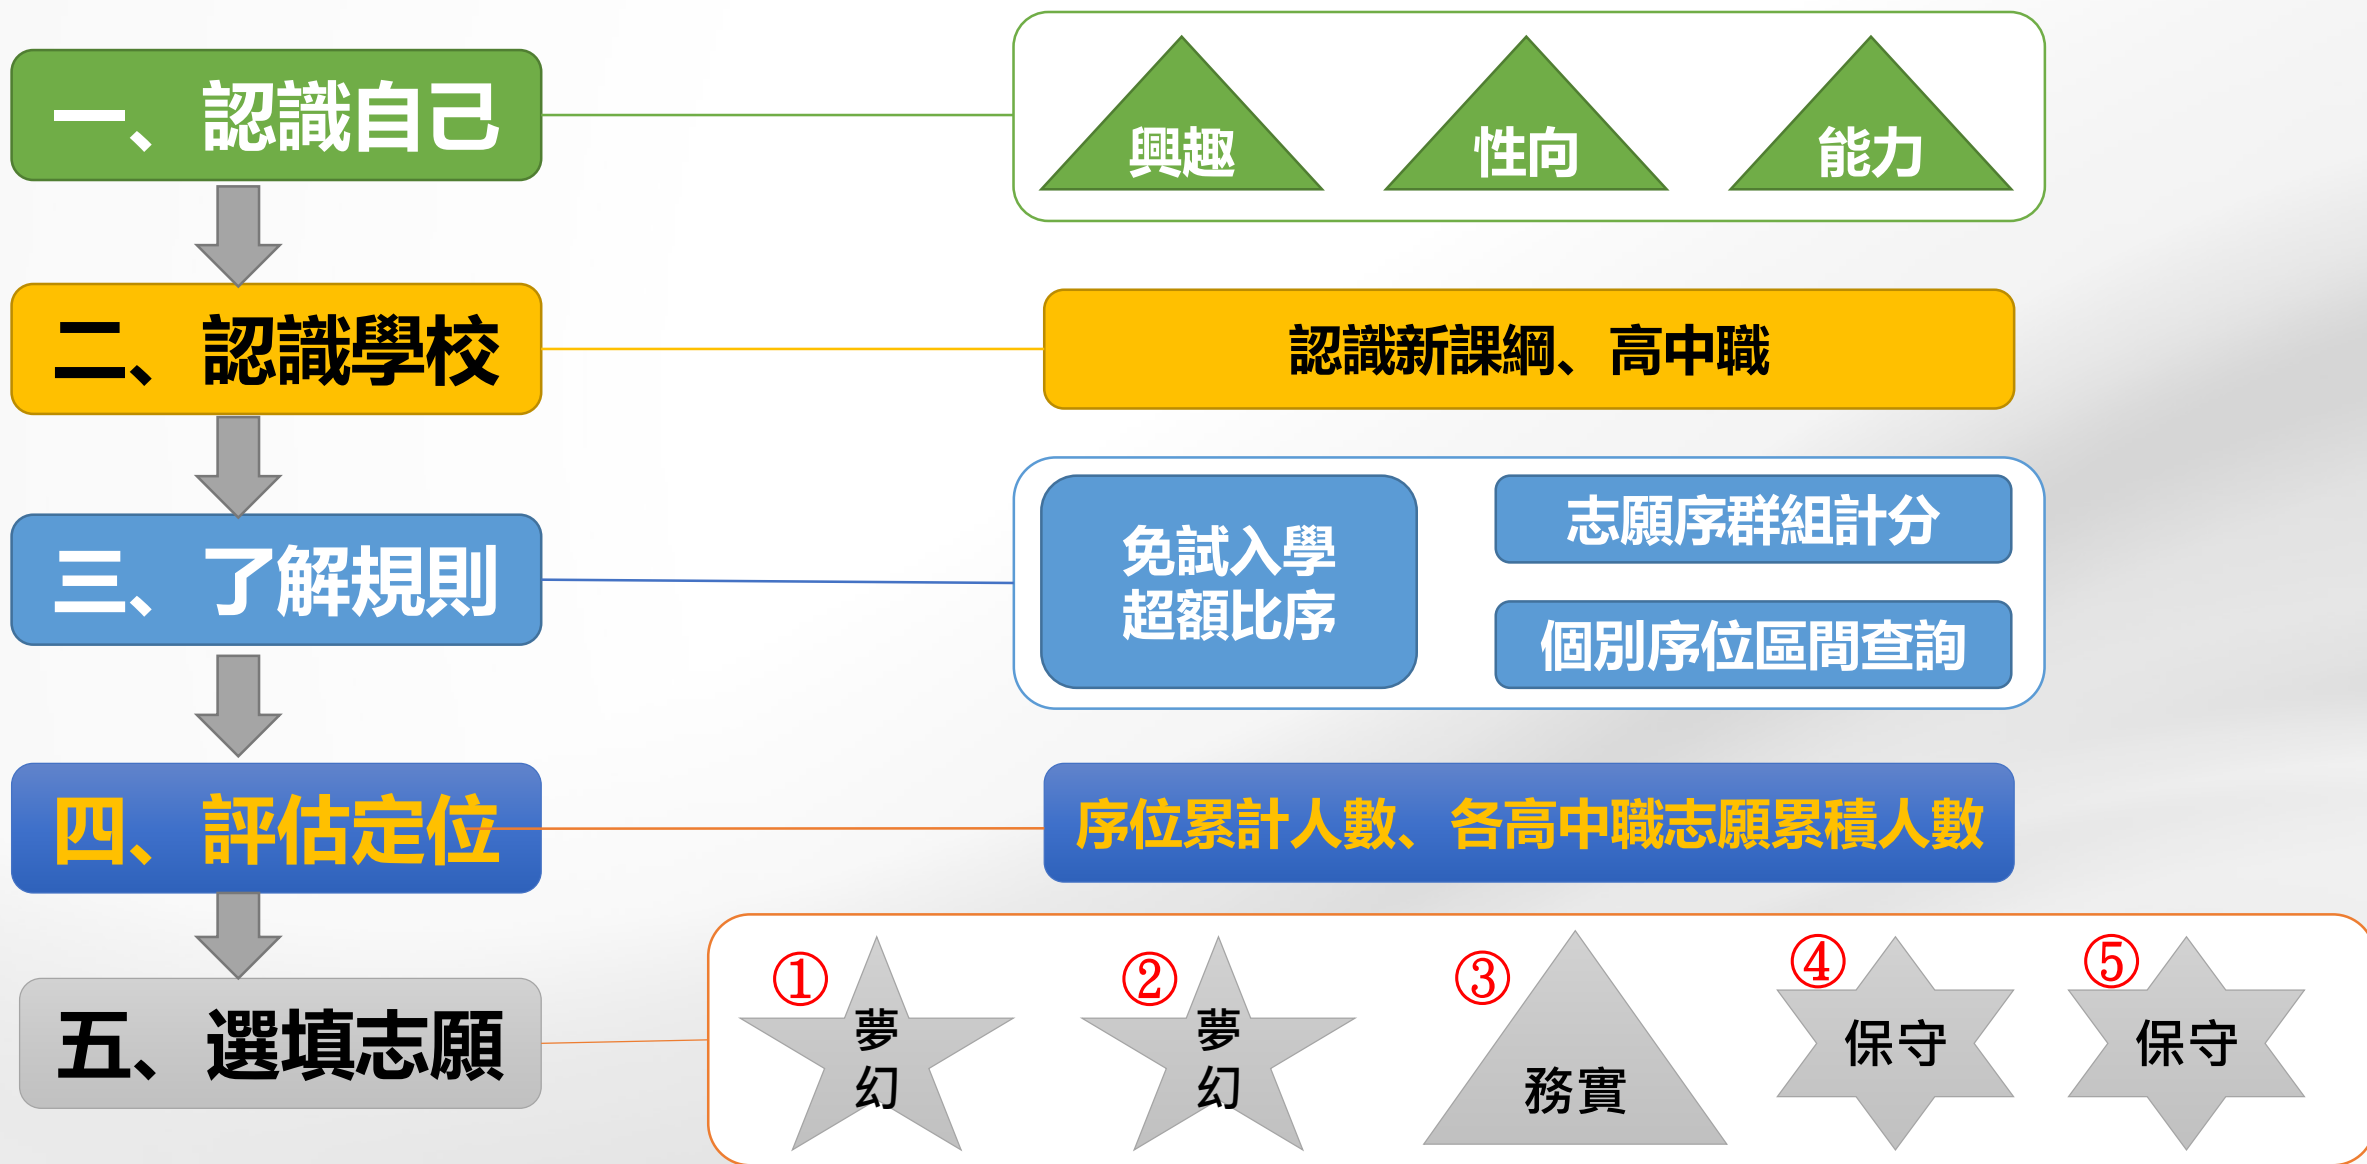 一、認識自己
興趣
性向
能力
二、認識學校
認識新課綱、高中職
三、了解規則
免試入學
超額比序
志願序群組計分
個別序位區間查詢
四、評估定位
序位累計人數、各高中職志願累積人數
五、選填志願
①
夢
幻
②
夢
幻
③
務實
④
保守
⑤
保守